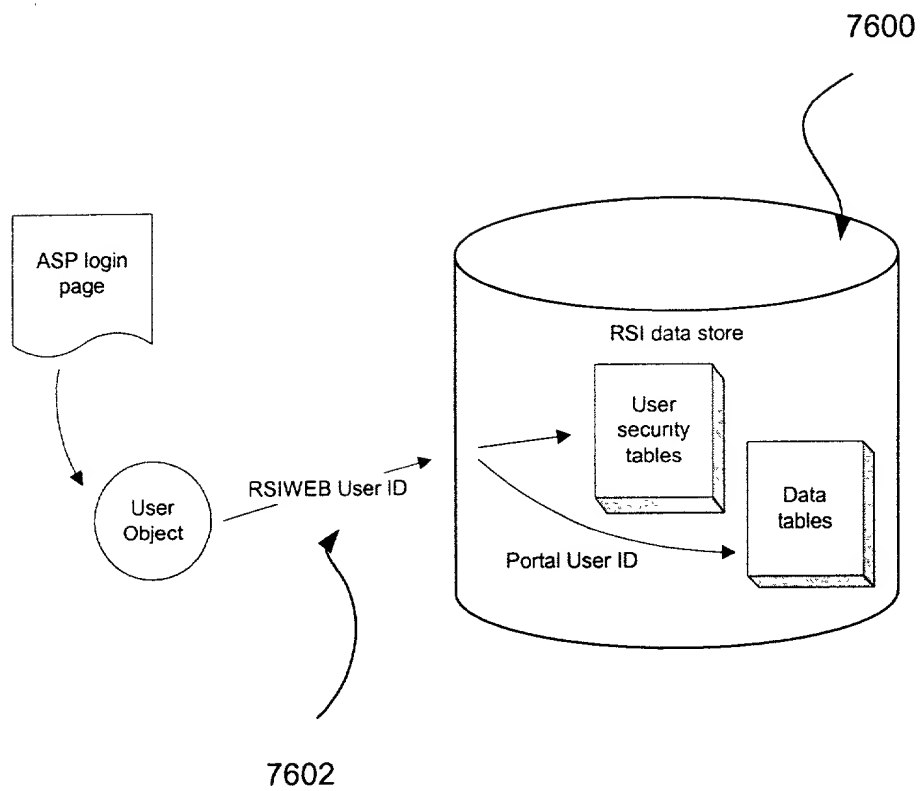 7600
ASP login
page
RSI data store
User
security
tables
RSIWEB User ID
User
Object
Data
tables
Portal User ID
7602